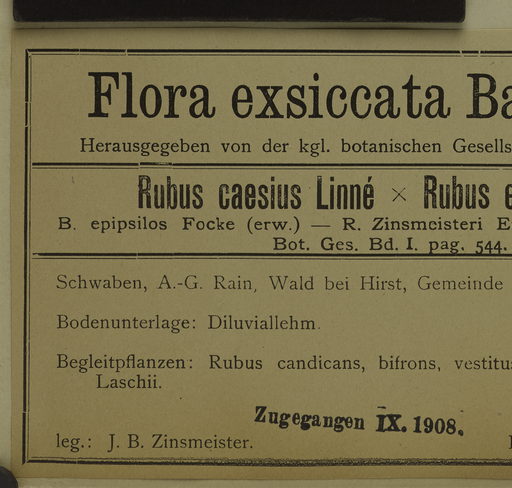 Flora exsiccata Ba
Herausgegeben von der kgl. botanischen Gesells
Rubus caesius Linné × Rubus e
B. epipsilos Focke (erw.) — R. Zinsmeisteri E
Bot. Ges. Bd. I. pag. 544.
Schwaben, A.-G. Rain, Wald bei Hirst, Gemeinde
Bodenunterlage: Diluviallehm.
Begleitpflanzen: Rubus candicans, bifrons, vestitu
Laschii.
Zugegangen IX. 1908.
leg.: J. B. Zinsmeister.